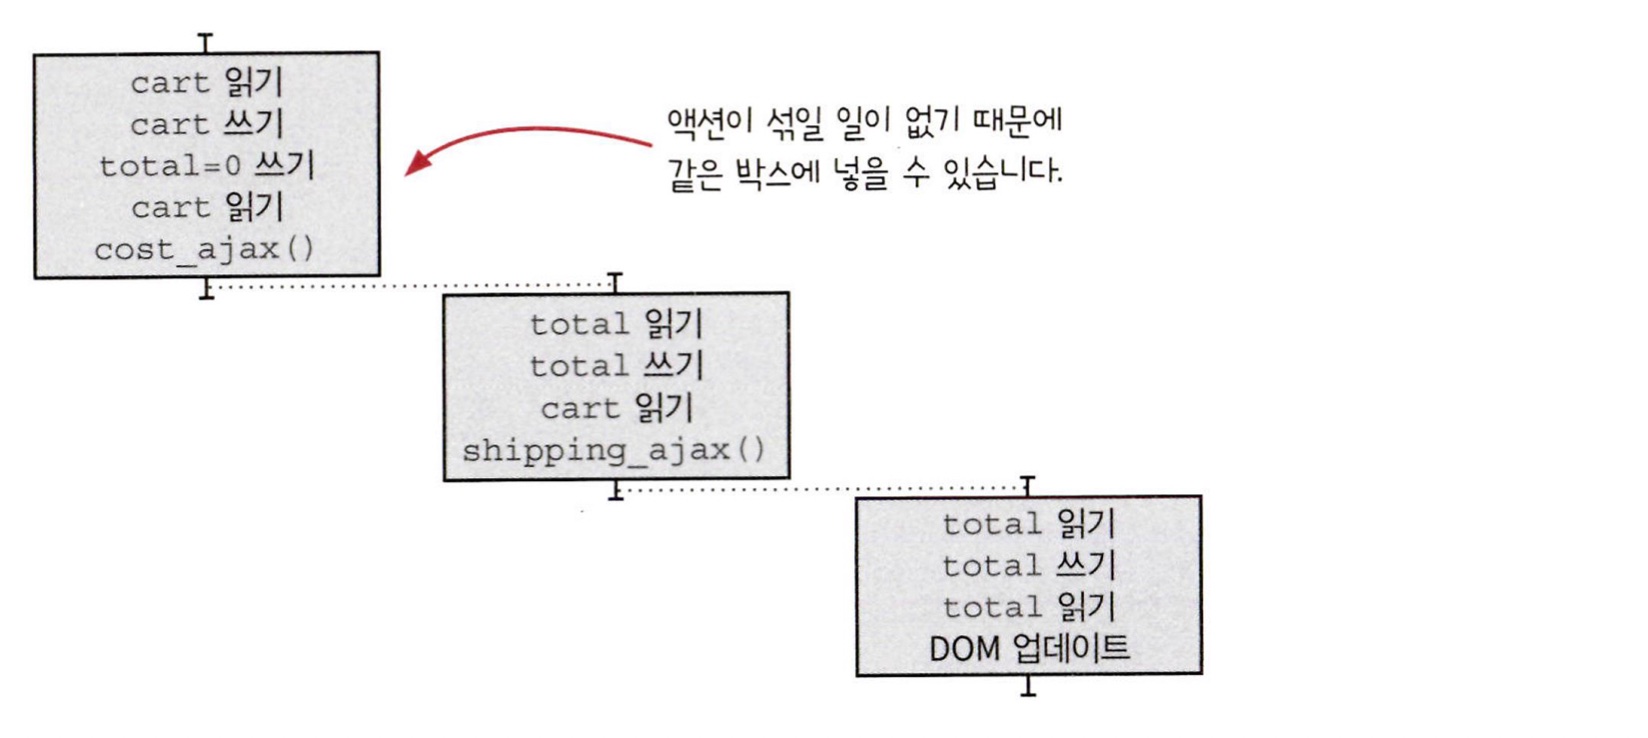 cart 읽기
cart 쓰기
total=0 쓰기
cart 읽기
cost_ajax()
액션이 섞일 일이 없기 때문에
같은 박스에 넣을 수 있습니다.
total 읽기
total 쓰기
cart 읽기
shipping_ajax()
total 읽기
total 쓰기
total 읽기
DOM 업데이트